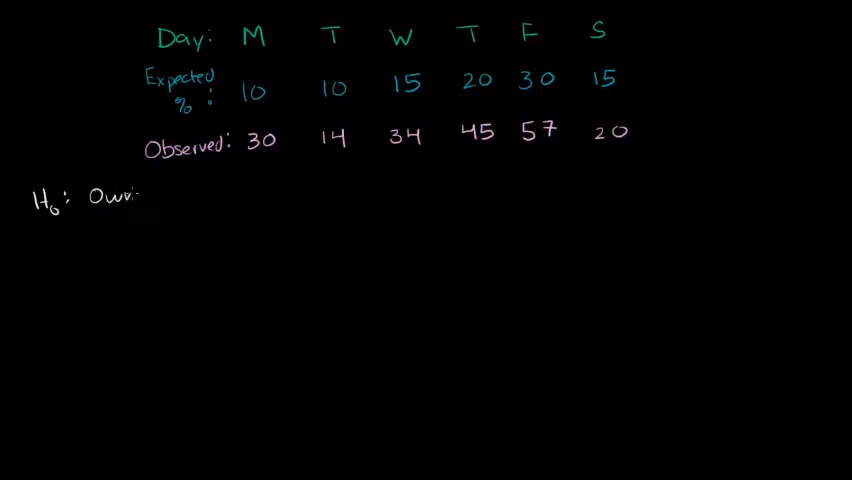 Day: M T W T F S
Expected
%: 10 10 15 20 30 15
Observed: 30 14 34 45 57 20
H₀: